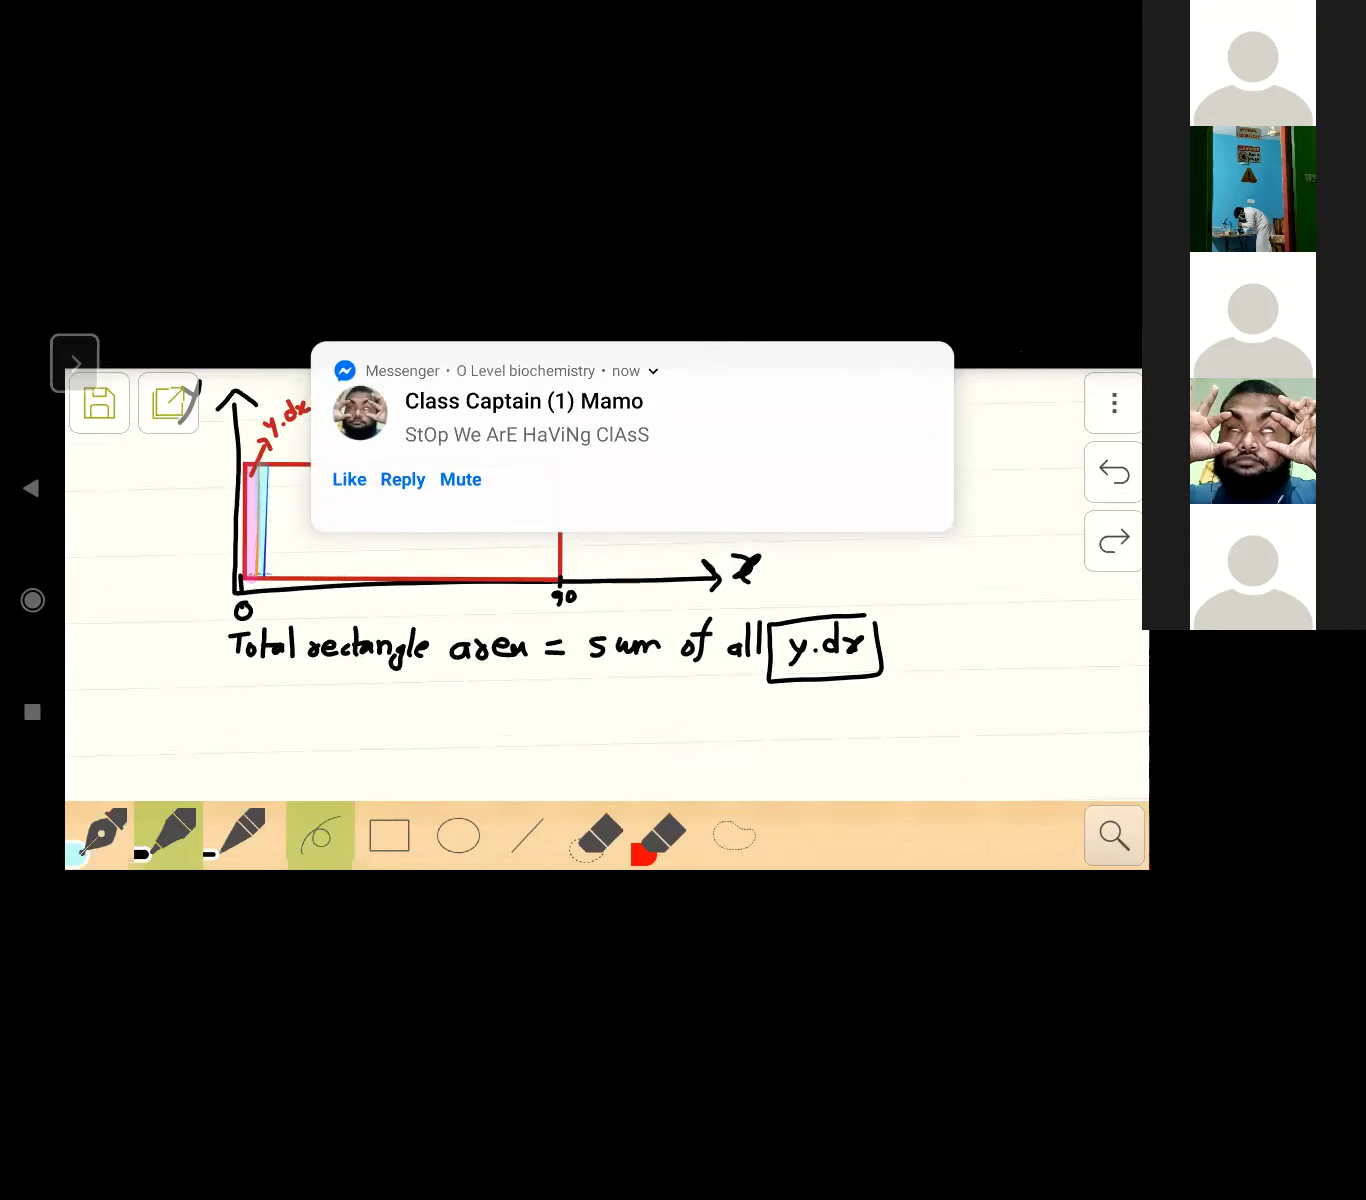 Messenger • O Level biochemistry • now
Class Captain (1) Mamo
StOp We ArE HaViNg ClAsS
Like Reply Mute
y
y.dx
x
0
90
Total rectangle area = sum of all y.dx